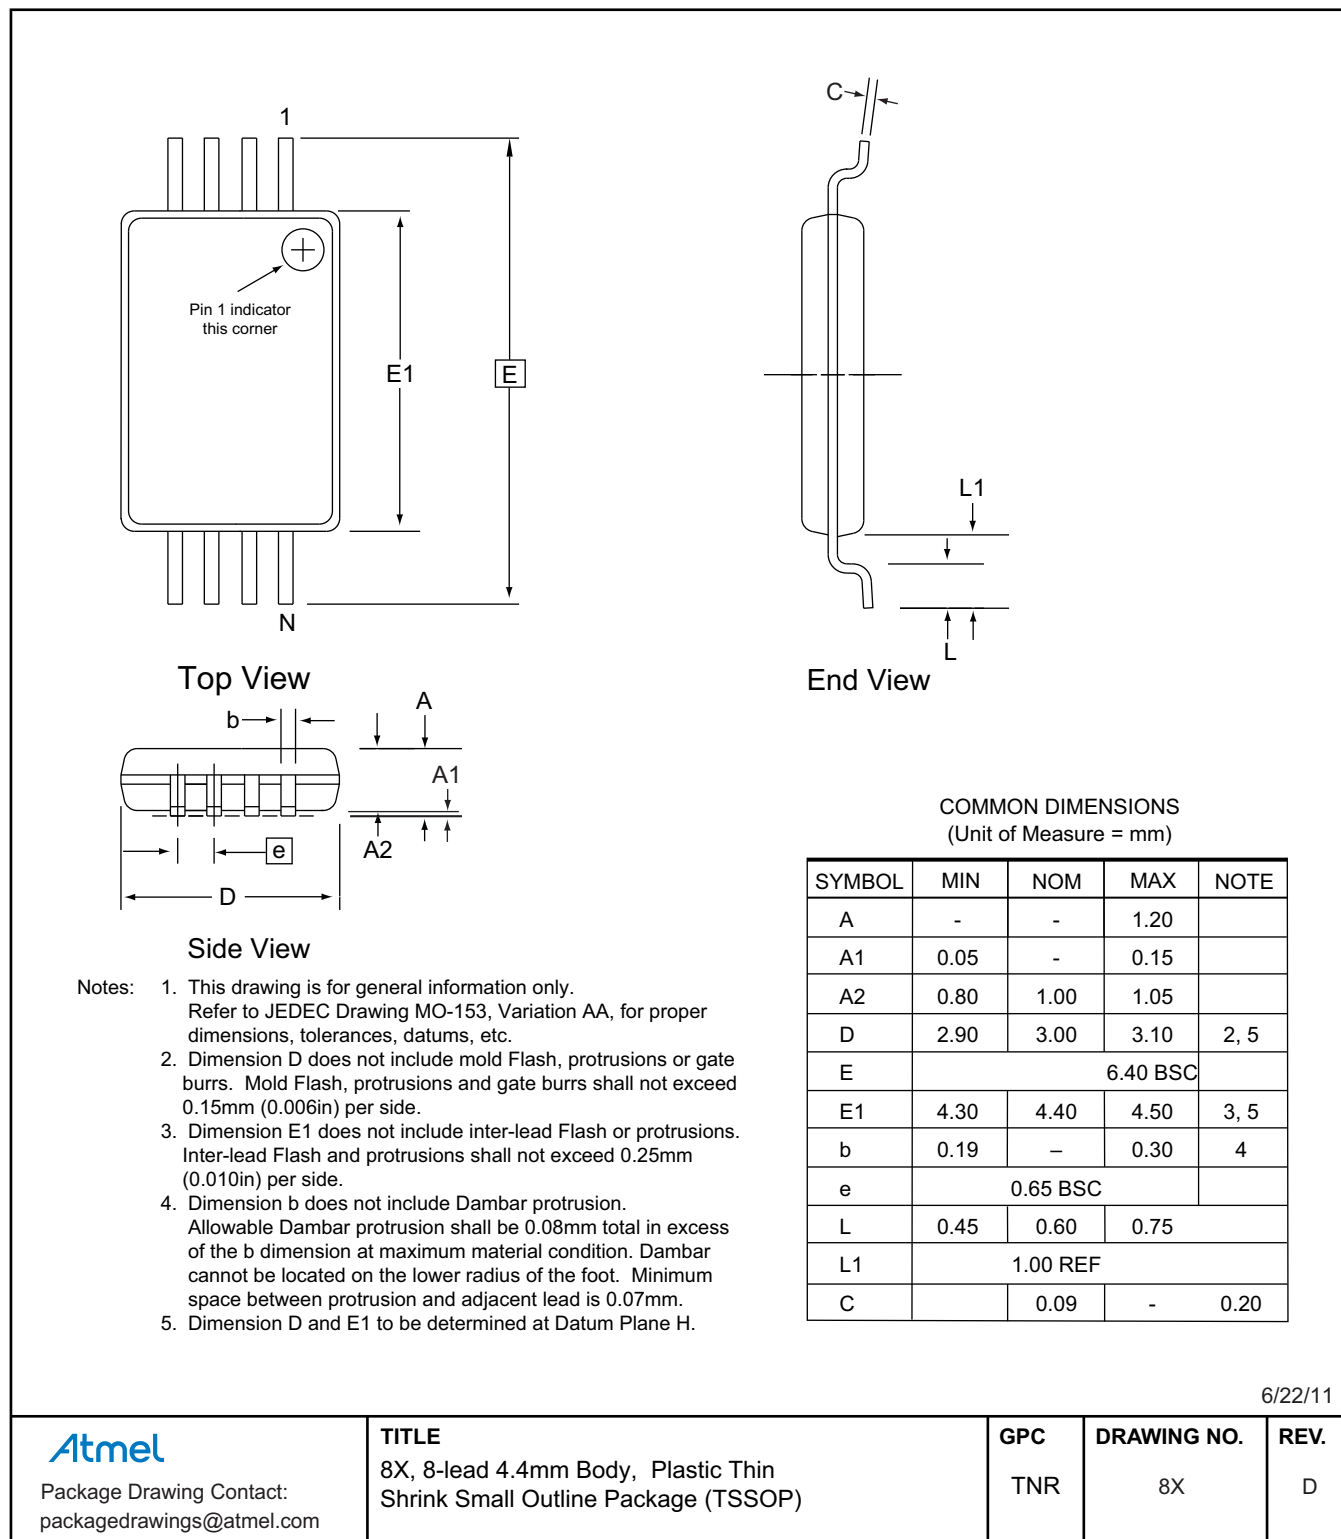 1
C
Pin 1 indicator
this corner
E1
E
L1
N
L
Top View
End View
b
A
A1
e
A2
D
Side View
COMMON DIMENSIONS
(Unit of Measure = mm)
SYMBOL MIN NOM MAX NOTE
A - - 1.20
A1 0.05 - 0.15
A2 0.80 1.00 1.05
D 2.90 3.00 3.10 2, 5
E 6.40 BSC
E1 4.30 4.40 4.50 3, 5
b 0.19 – 0.30 4
e 0.65 BSC
L 0.45 0.60 0.75
L1 1.00 REF
C 0.09 - 0.20
Notes: 1. This drawing is for general information only.
Refer to JEDEC Drawing MO-153, Variation AA, for proper
dimensions, tolerances, datums, etc.
2. Dimension D does not include mold Flash, protrusions or gate
burrs. Mold Flash, protrusions and gate burrs shall not exceed
0.15mm (0.006in) per side.
3. Dimension E1 does not include inter-lead Flash or protrusions.
Inter-lead Flash and protrusions shall not exceed 0.25mm
(0.010in) per side.
4. Dimension b does not include Dambar protrusion.
Allowable Dambar protrusion shall be 0.08mm total in excess
of the b dimension at maximum material condition. Dambar
cannot be located on the lower radius of the foot. Minimum
space between protrusion and adjacent lead is 0.07mm.
5. Dimension D and E1 to be determined at Datum Plane H.
6/22/11
Atmel
Package Drawing Contact:
packagedrawings@atmel.com
TITLE
8X, 8-lead 4.4mm Body, Plastic Thin
Shrink Small Outline Package (TSSOP)
GPC
TNR
DRAWING NO.
8X
REV.
D